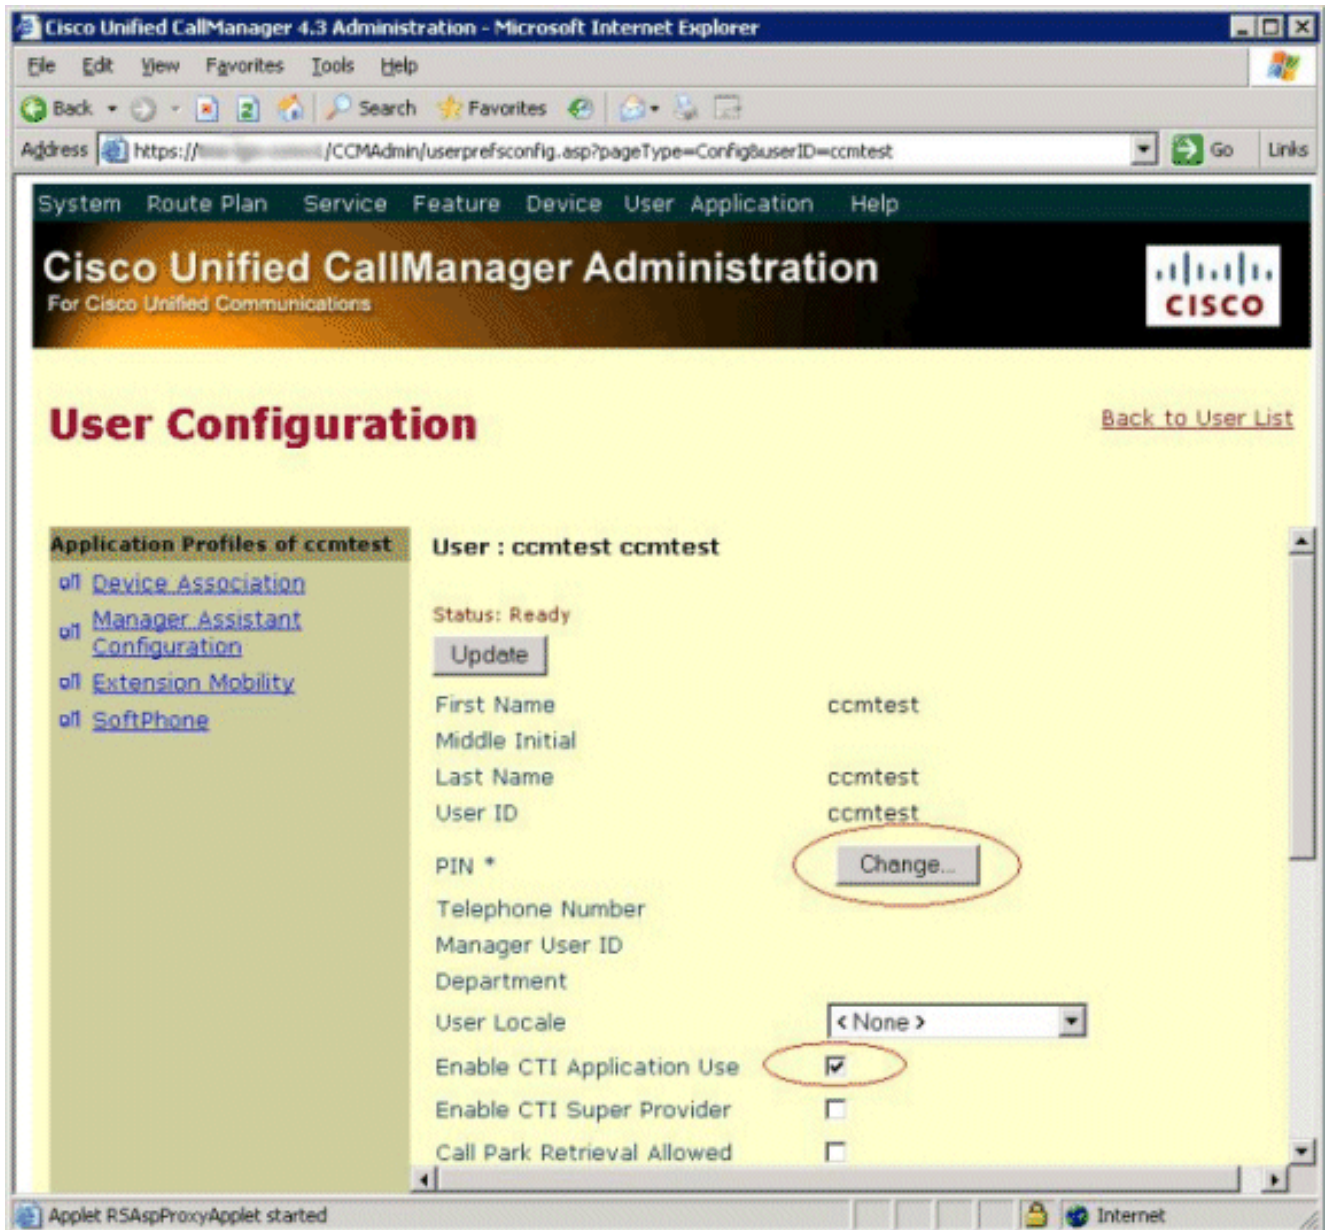 Cisco Unified CallManager 4.3 Administration - Microsoft Internet Explorer
File Edit View Favorites Tools Help
Back Search Favorites
Address https:// /CCMAdmin/userprefsconfig.asp?pageType=Config&userID=ccmtest Go Links
System Route Plan Service Feature Device User Application Help
Cisco Unified CallManager Administration
For Cisco Unified Communications
CISCO
User Configuration
Back to User List
Application Profiles of ccmtest
Device Association
Manager Assistant
Configuration
Extension Mobility
SoftPhone
User : ccmtest ccmtest
Status: Ready
Update
First Name ccmtest
Middle Initial
Last Name ccmtest
User ID ccmtest
PIN * Change...
Telephone Number
Manager User ID
Department
User Locale < None >
Enable CTI Application Use
Enable CTI Super Provider
Call Park Retrieval Allowed
Applet RSAspProxyApplet started Internet